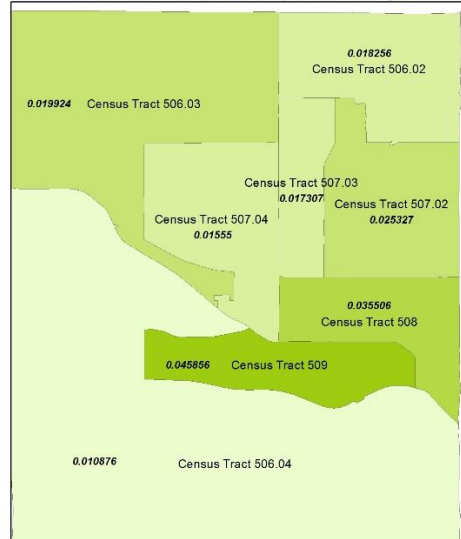 0.018256
Census Tract 506.02
0.019924 Census Tract 506.03
Census Tract 507.03
0.017307
Census Tract 507.02
0.025327
Census Tract 507.04
0.01555
0.035506
Census Tract 508
0.045856 Census Tract 509
0.010876 Census Tract 506.04